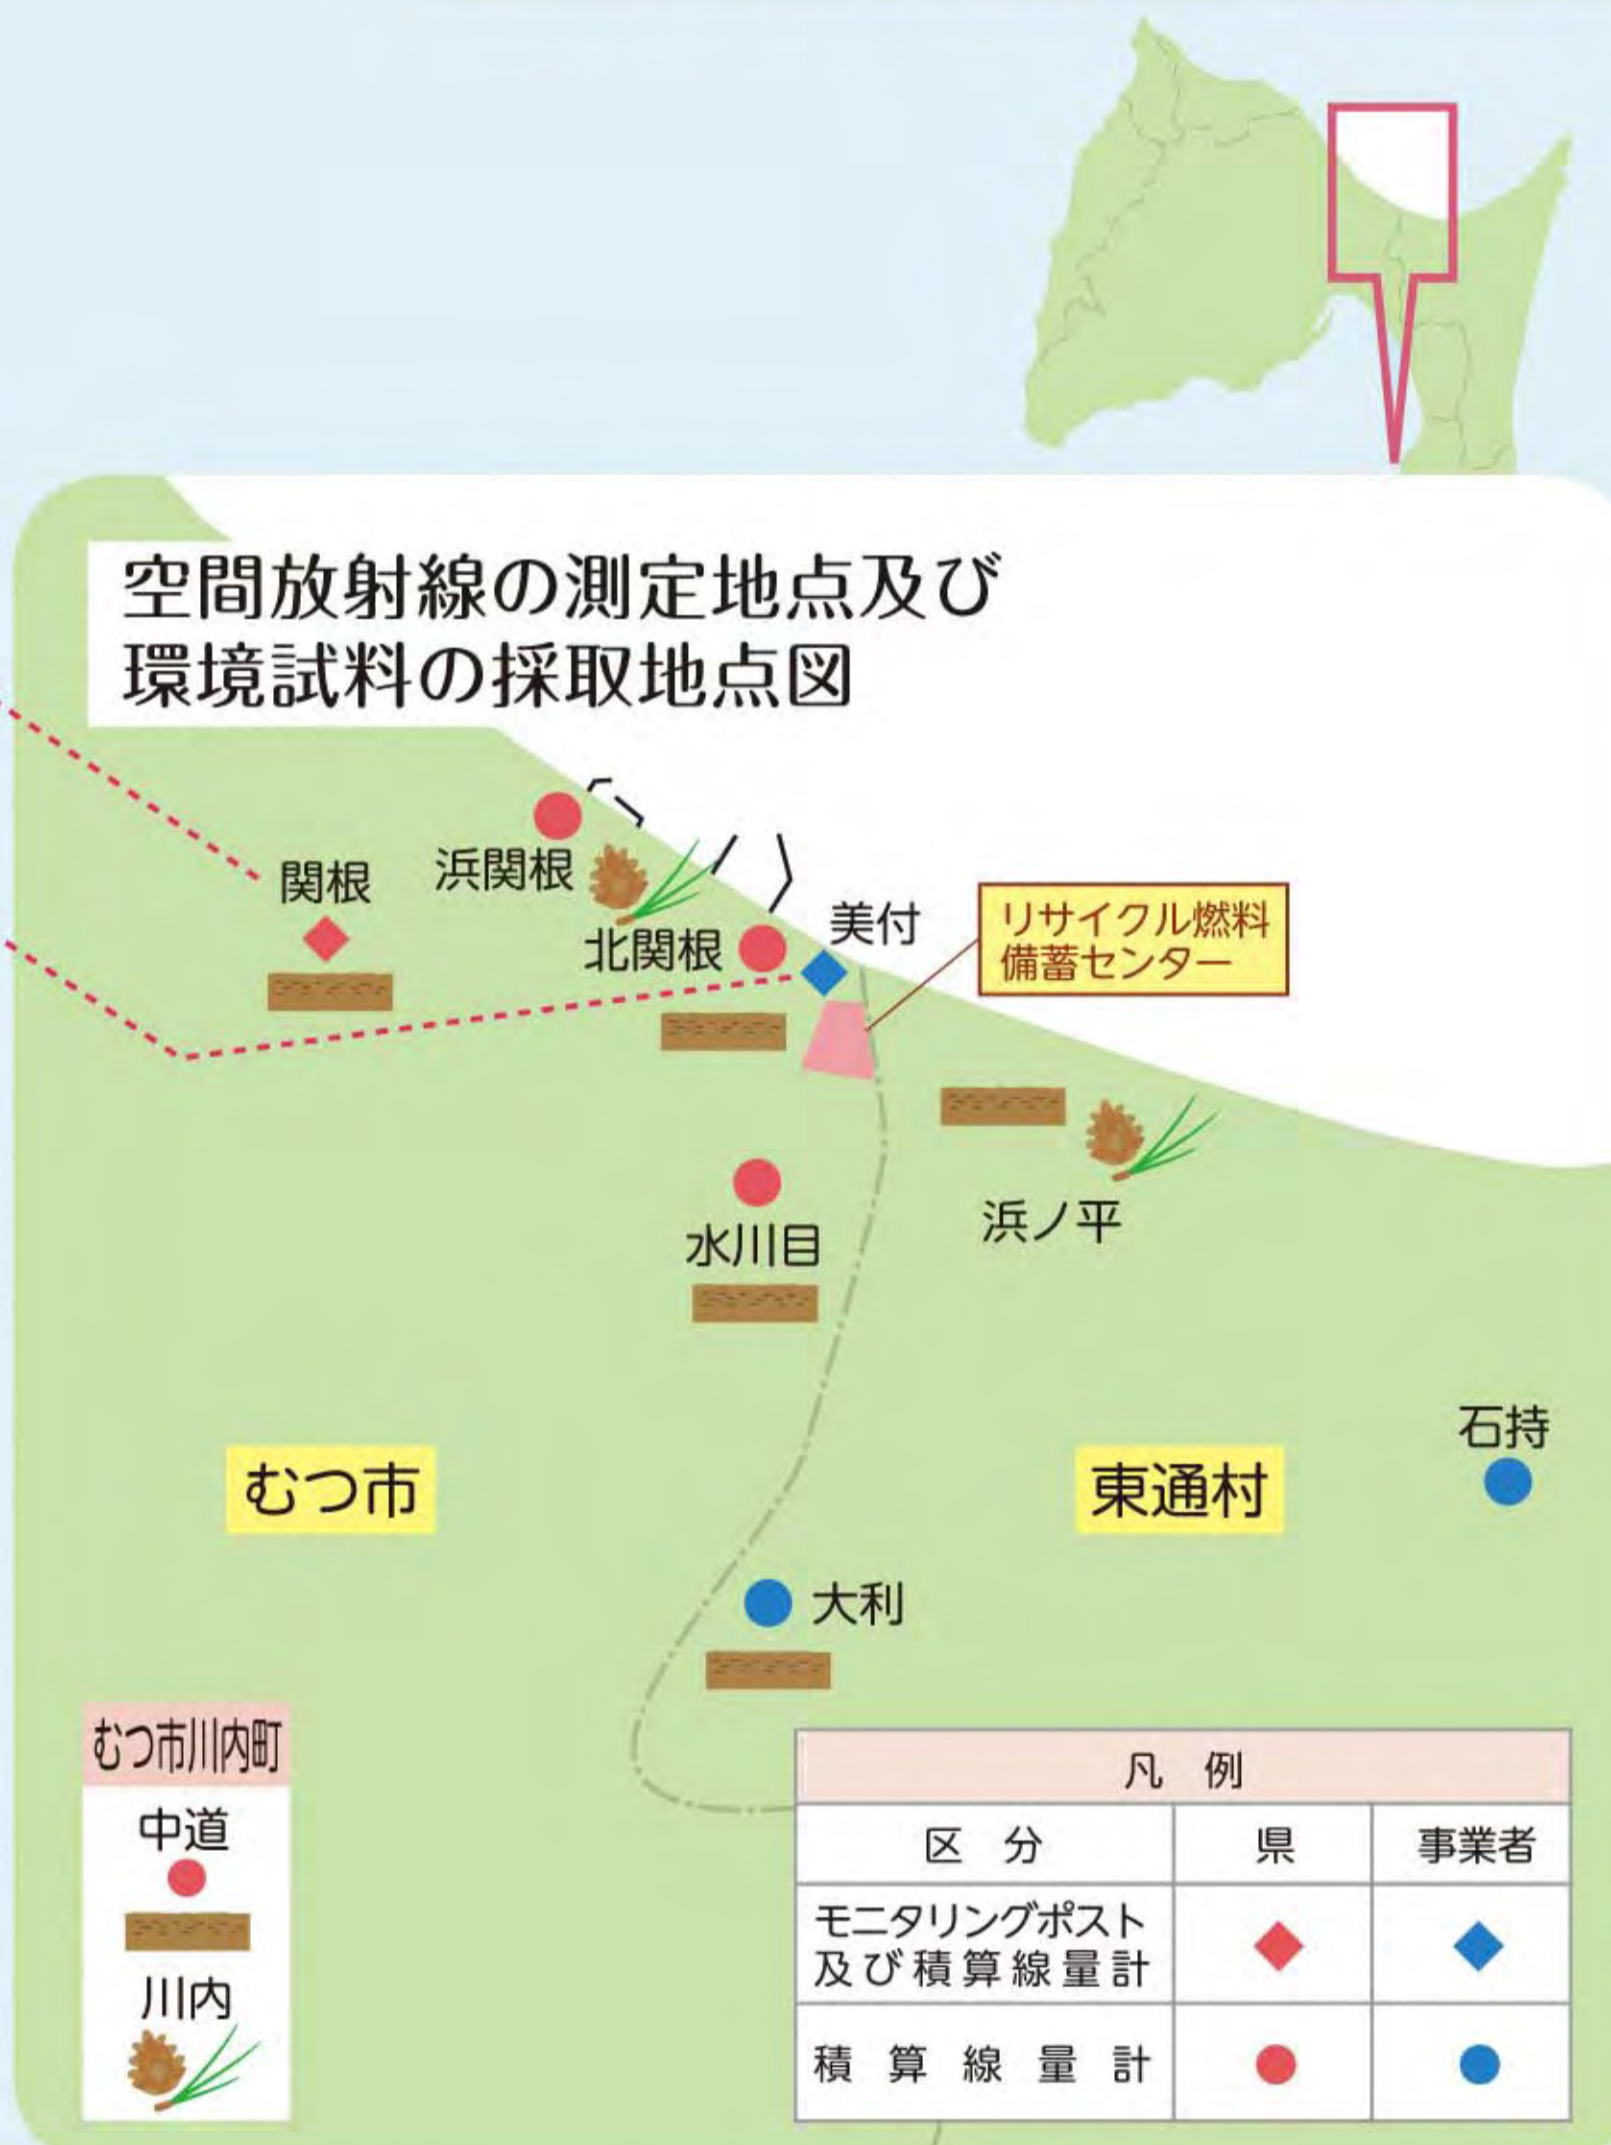 空間放射線の測定地点及び
環境試料の採取地点図
関根
浜関根
北関根
美付
リサイクル燃料
備蓄センター
水川目
浜ノ平
石持
むつ市
東通村
大利
むつ市川内町
中道
川内
凡 例
区 分 県 事業者
モニタリングポスト
及び積算線量計
積算線量計